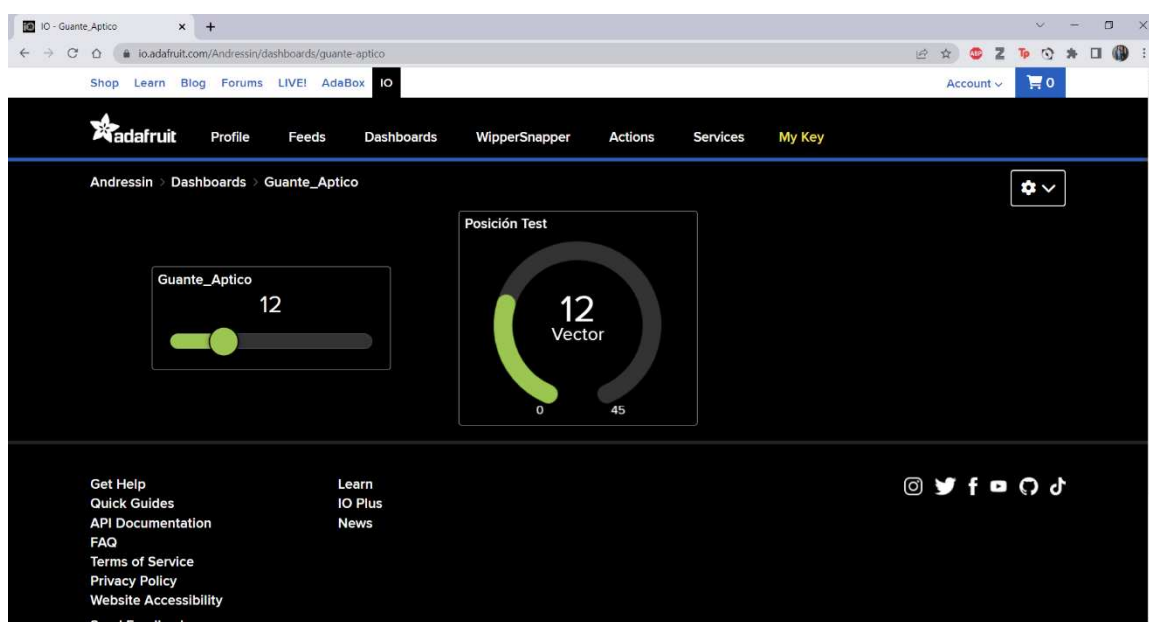 IO - Guante_Aptico
io.adafruit.com/Andressin/dashboards/guante-aptico
Shop Learn Blog Forums LIVE! AdaBox IO Account 0
adafruit Profile Feeds Dashboards WipperSnapper Actions Services My Key
Andressin > Dashboards > Guante_Aptico
Guante_Aptico
12
Posición Test
12
Vector
0 45
Get Help
Quick Guides
API Documentation
FAQ
Terms of Service
Privacy Policy
Website Accessibility
Learn
IO Plus
News